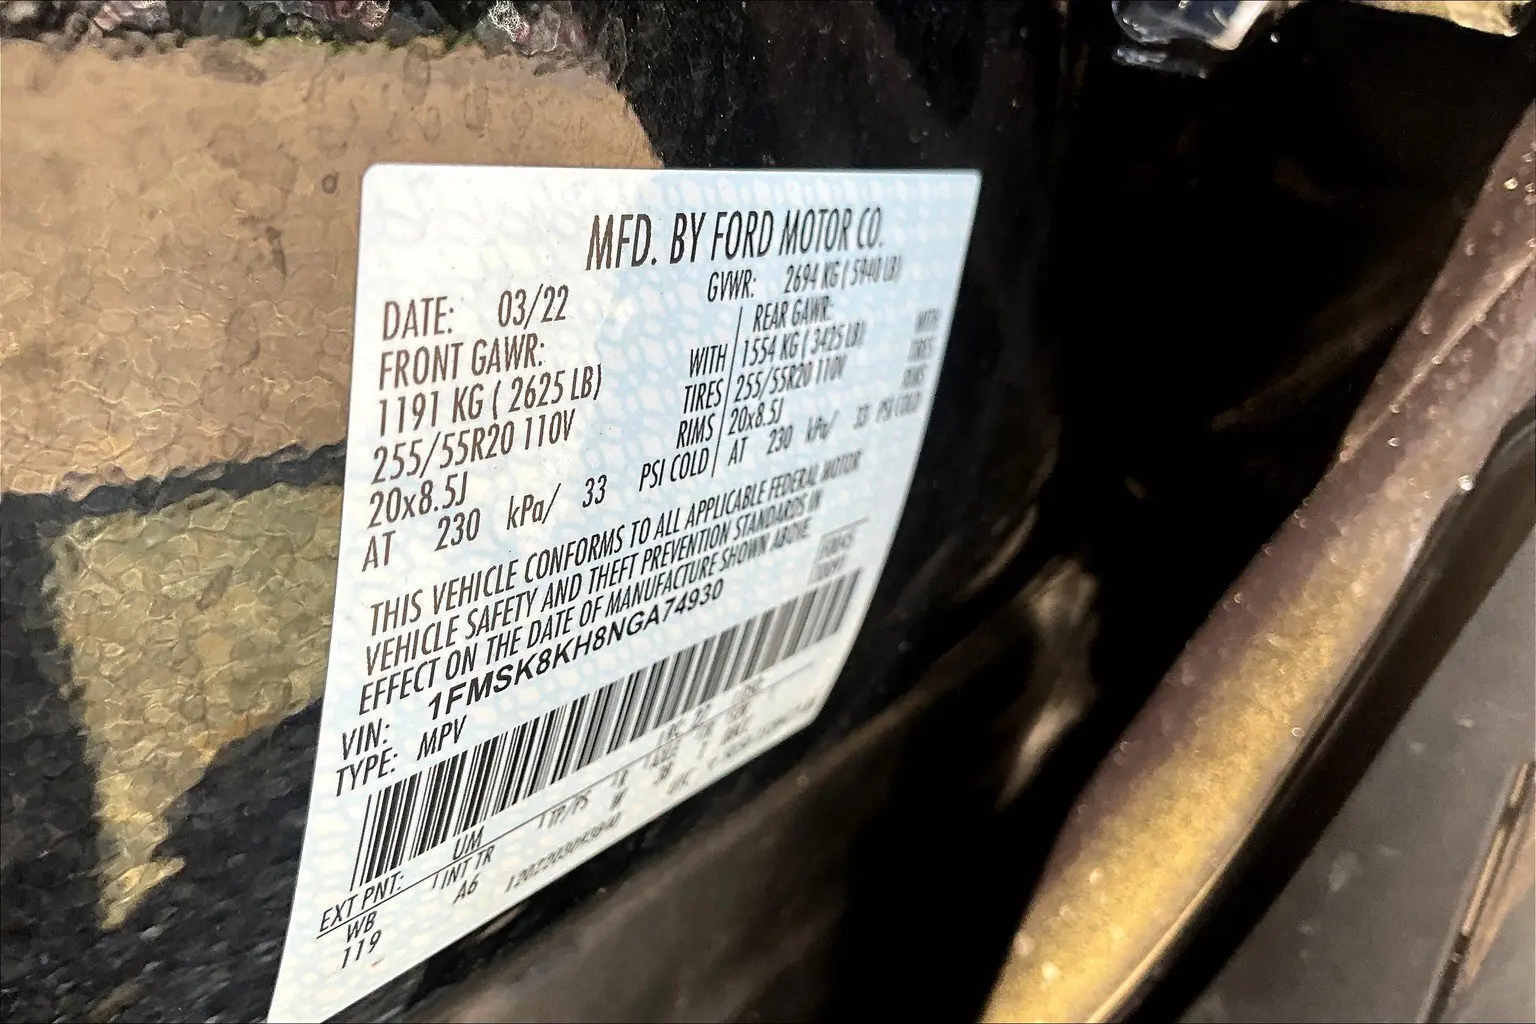 MFD. BY FORD MOTOR CO.
DATE: 03/22
GVWR: 2694 KG ( 5940 LB)
FRONT GAWR:
REAR GAWR:
1191 KG ( 2625 LB)
WITH
1554 KG ( 3425 LB)
WITH
255/55R20 110V
TIRES
255/55R20 110V
TIRES
20x8.5J
RIMS
20x8.5J
RIMS
AT 230 kPa/ 33 PSI COLD
AT 230 kPa/ 33 PSI COLD
THIS VEHICLE CONFORMS TO ALL APPLICABLE FEDERAL MOTOR
VEHICLE SAFETY AND THEFT PREVENTION STANDARDS IN
EFFECT ON THE DATE OF MANUFACTURE SHOWN ABOVE.
VIN: 1FMSK8KH8NGA74930
TYPE: MPV
EXT PNT: UM
WB
INT TR
TP/PS
119
A6